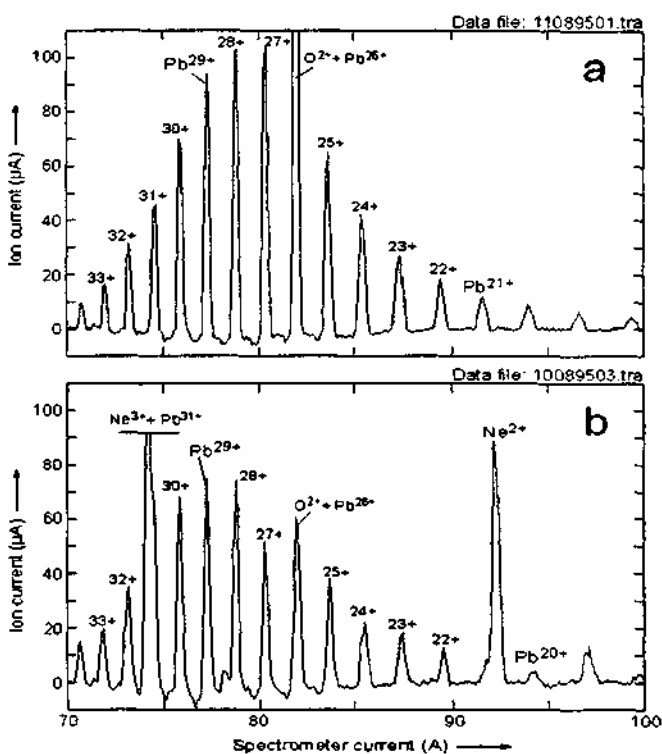 Data file: 11089501.tra
a
100
80
60
40
20
0
Ion current (µA)
33+
32+
31+
30+
Pb29+
28+
27+
O2+ + Pb26+
25+
24+
23+
22+
Pb21+
Data file: 10089503.tra
b
100
80
60
40
20
0
Ion current (µA)
33+
32+
Ne3+ + Pb31+
30+
Pb29+
28+
27+
O2+ + Pb26+
25+
24+
23+
22+
Ne2+
Pb20+
70
80
90
100
Spectrometer current (A)